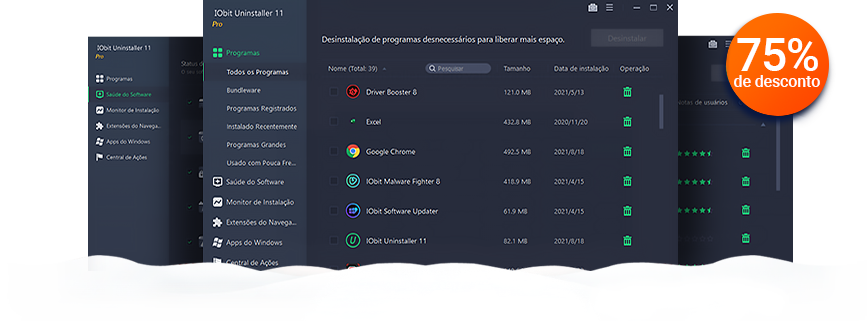 IObit Uninstaller 11
Pro
Programas
Saúde do Software
Monitor de Instalação
Extensões do Navega...
Apps do Windows
Central de Ações
Status d
IObit Uninstaller 11
Pro
Programas
Todos os Programas
Bundleware
Programas Registrados
Instalado Recentemente
Programas Grandes
Usado com Pouca Fre...
Saúde do Software
Monitor de Instalação
Extensões do Navega...
Apps do Windows
Central de Ações
Desinstalação de programas desnecessários para liberar mais espaço.
Desinstalar
Nome (Total: 39) Pesquisar Tamanho Data de instalação Operação
Driver Booster 8 121.0 MB 2021/5/13
Excel 432.8 MB 2020/11/20
Google Chrome 492.5 MB 2021/8/18
IObit Malware Fighter 8 418.9 MB 2021/4/15
IObit Software Updater 61.9 MB 2021/4/15
IObit Uninstaller 11 82.1 MB 2021/8/18
75%
de desconto
de usuários